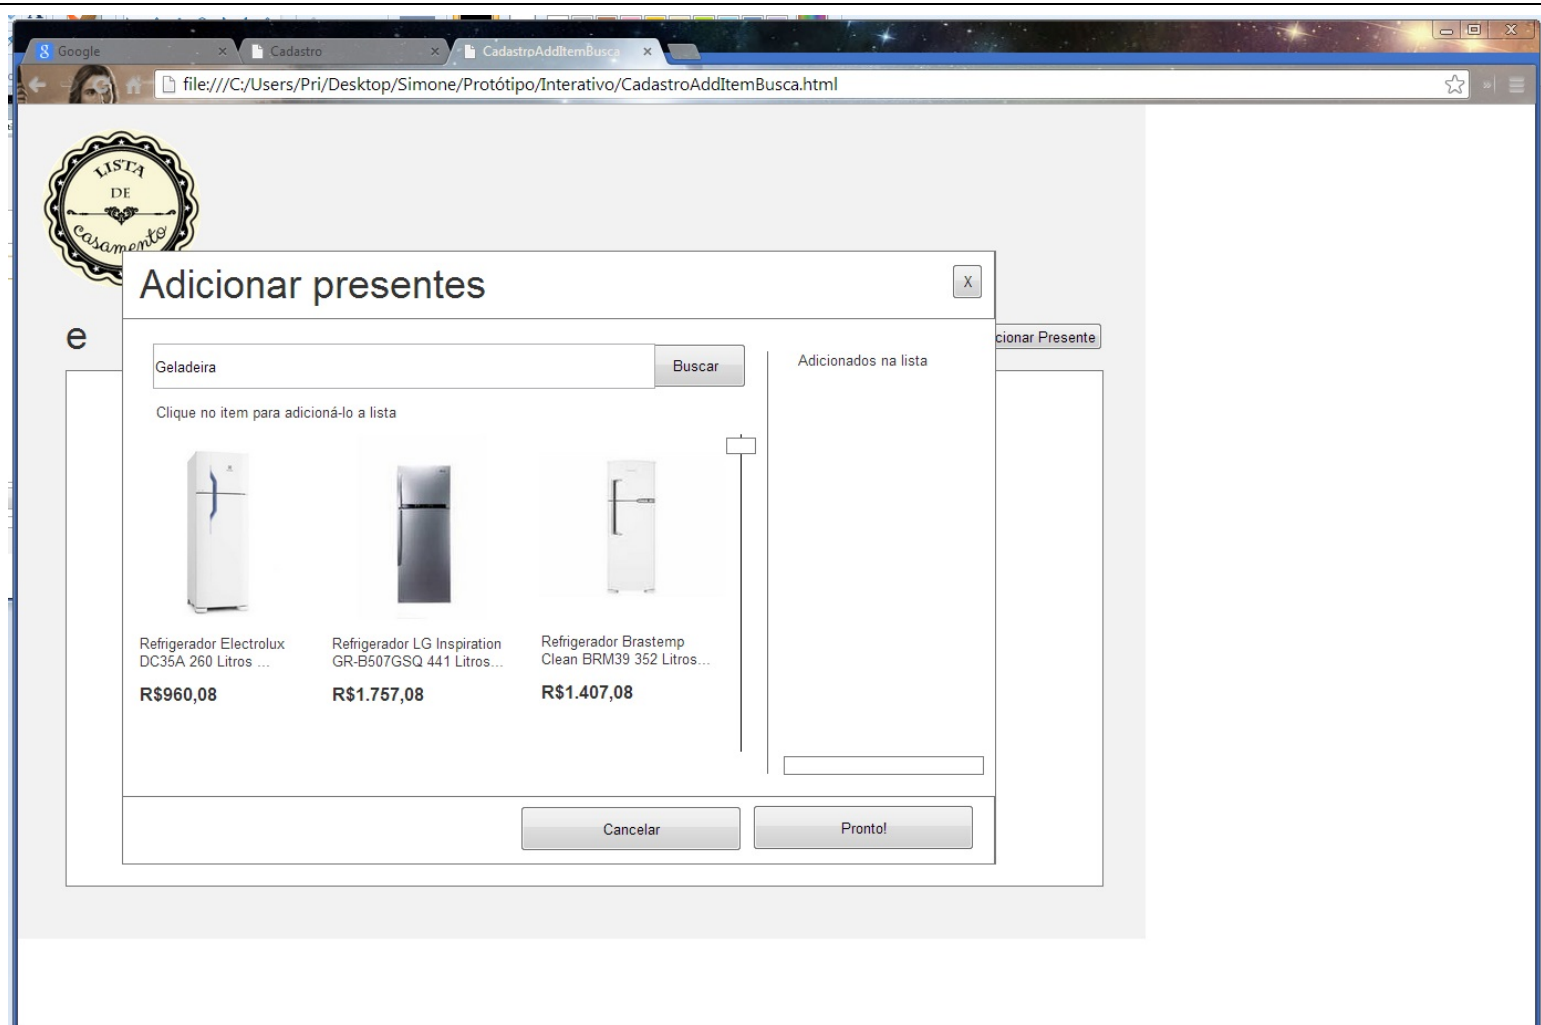 Google
Cadastro
CadastroAddItemBusca
file:///C:/Users/Pri/Desktop/Simone/Protótipo/Interativo/CadastroAddItemBusca.html
LISTA
DE
casamento
Adicionar presentes
X
e
cionar Presente
Geladeira
Buscar
Adicionados na lista
Clique no item para adicioná-lo a lista
Refrigerador Electrolux
DC35A 260 Litros ...
R$960,08
Refrigerador LG Inspiration
GR-B507GSQ 441 Litros...
R$1.757,08
Refrigerador Brastemp
Clean BRM39 352 Litros...
R$1.407,08
Cancelar
Pronto!